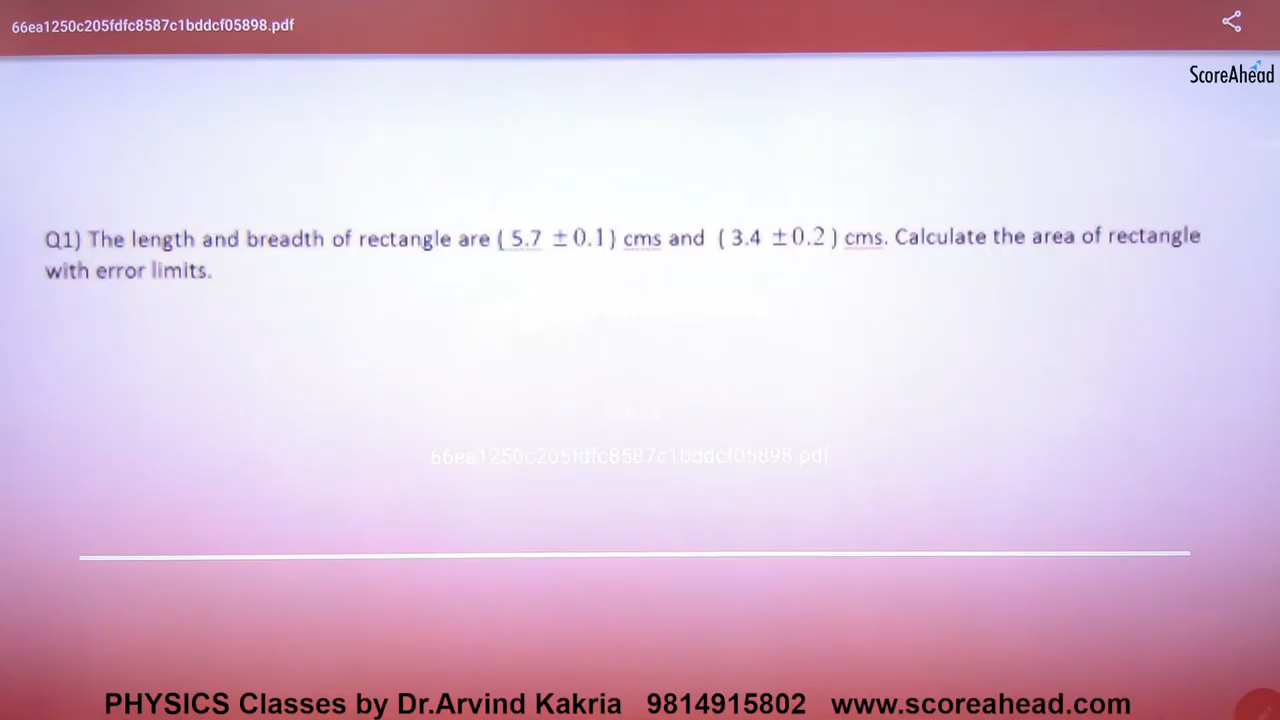 66ea1250c205fdfc8587c1bddcf05898.pdf
ScoreAhead
Q1) The length and breadth of rectangle are ( 5.7 ±0.1) cms and ( 3.4 ±0.2 ) cms. Calculate the area of rectangle
with error limits.
66ea1250c205fdfc8587c1bddcf05898.pdf
PHYSICS Classes by Dr.Arvind Kakria 9814915802 www.scoreahead.com